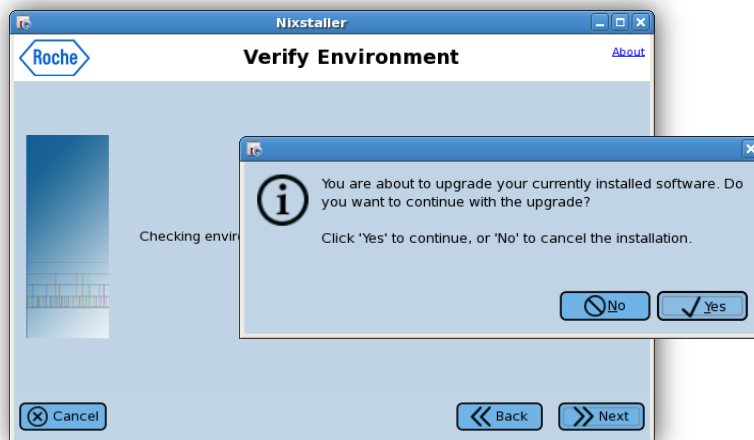 Nixstaller
Roche
Verify Environment
About
You are about to upgrade your currently installed software. Do
you want to continue with the upgrade?
Click 'Yes' to continue, or 'No' to cancel the installation.
Checking
No
Yes
Cancel
Back
Next